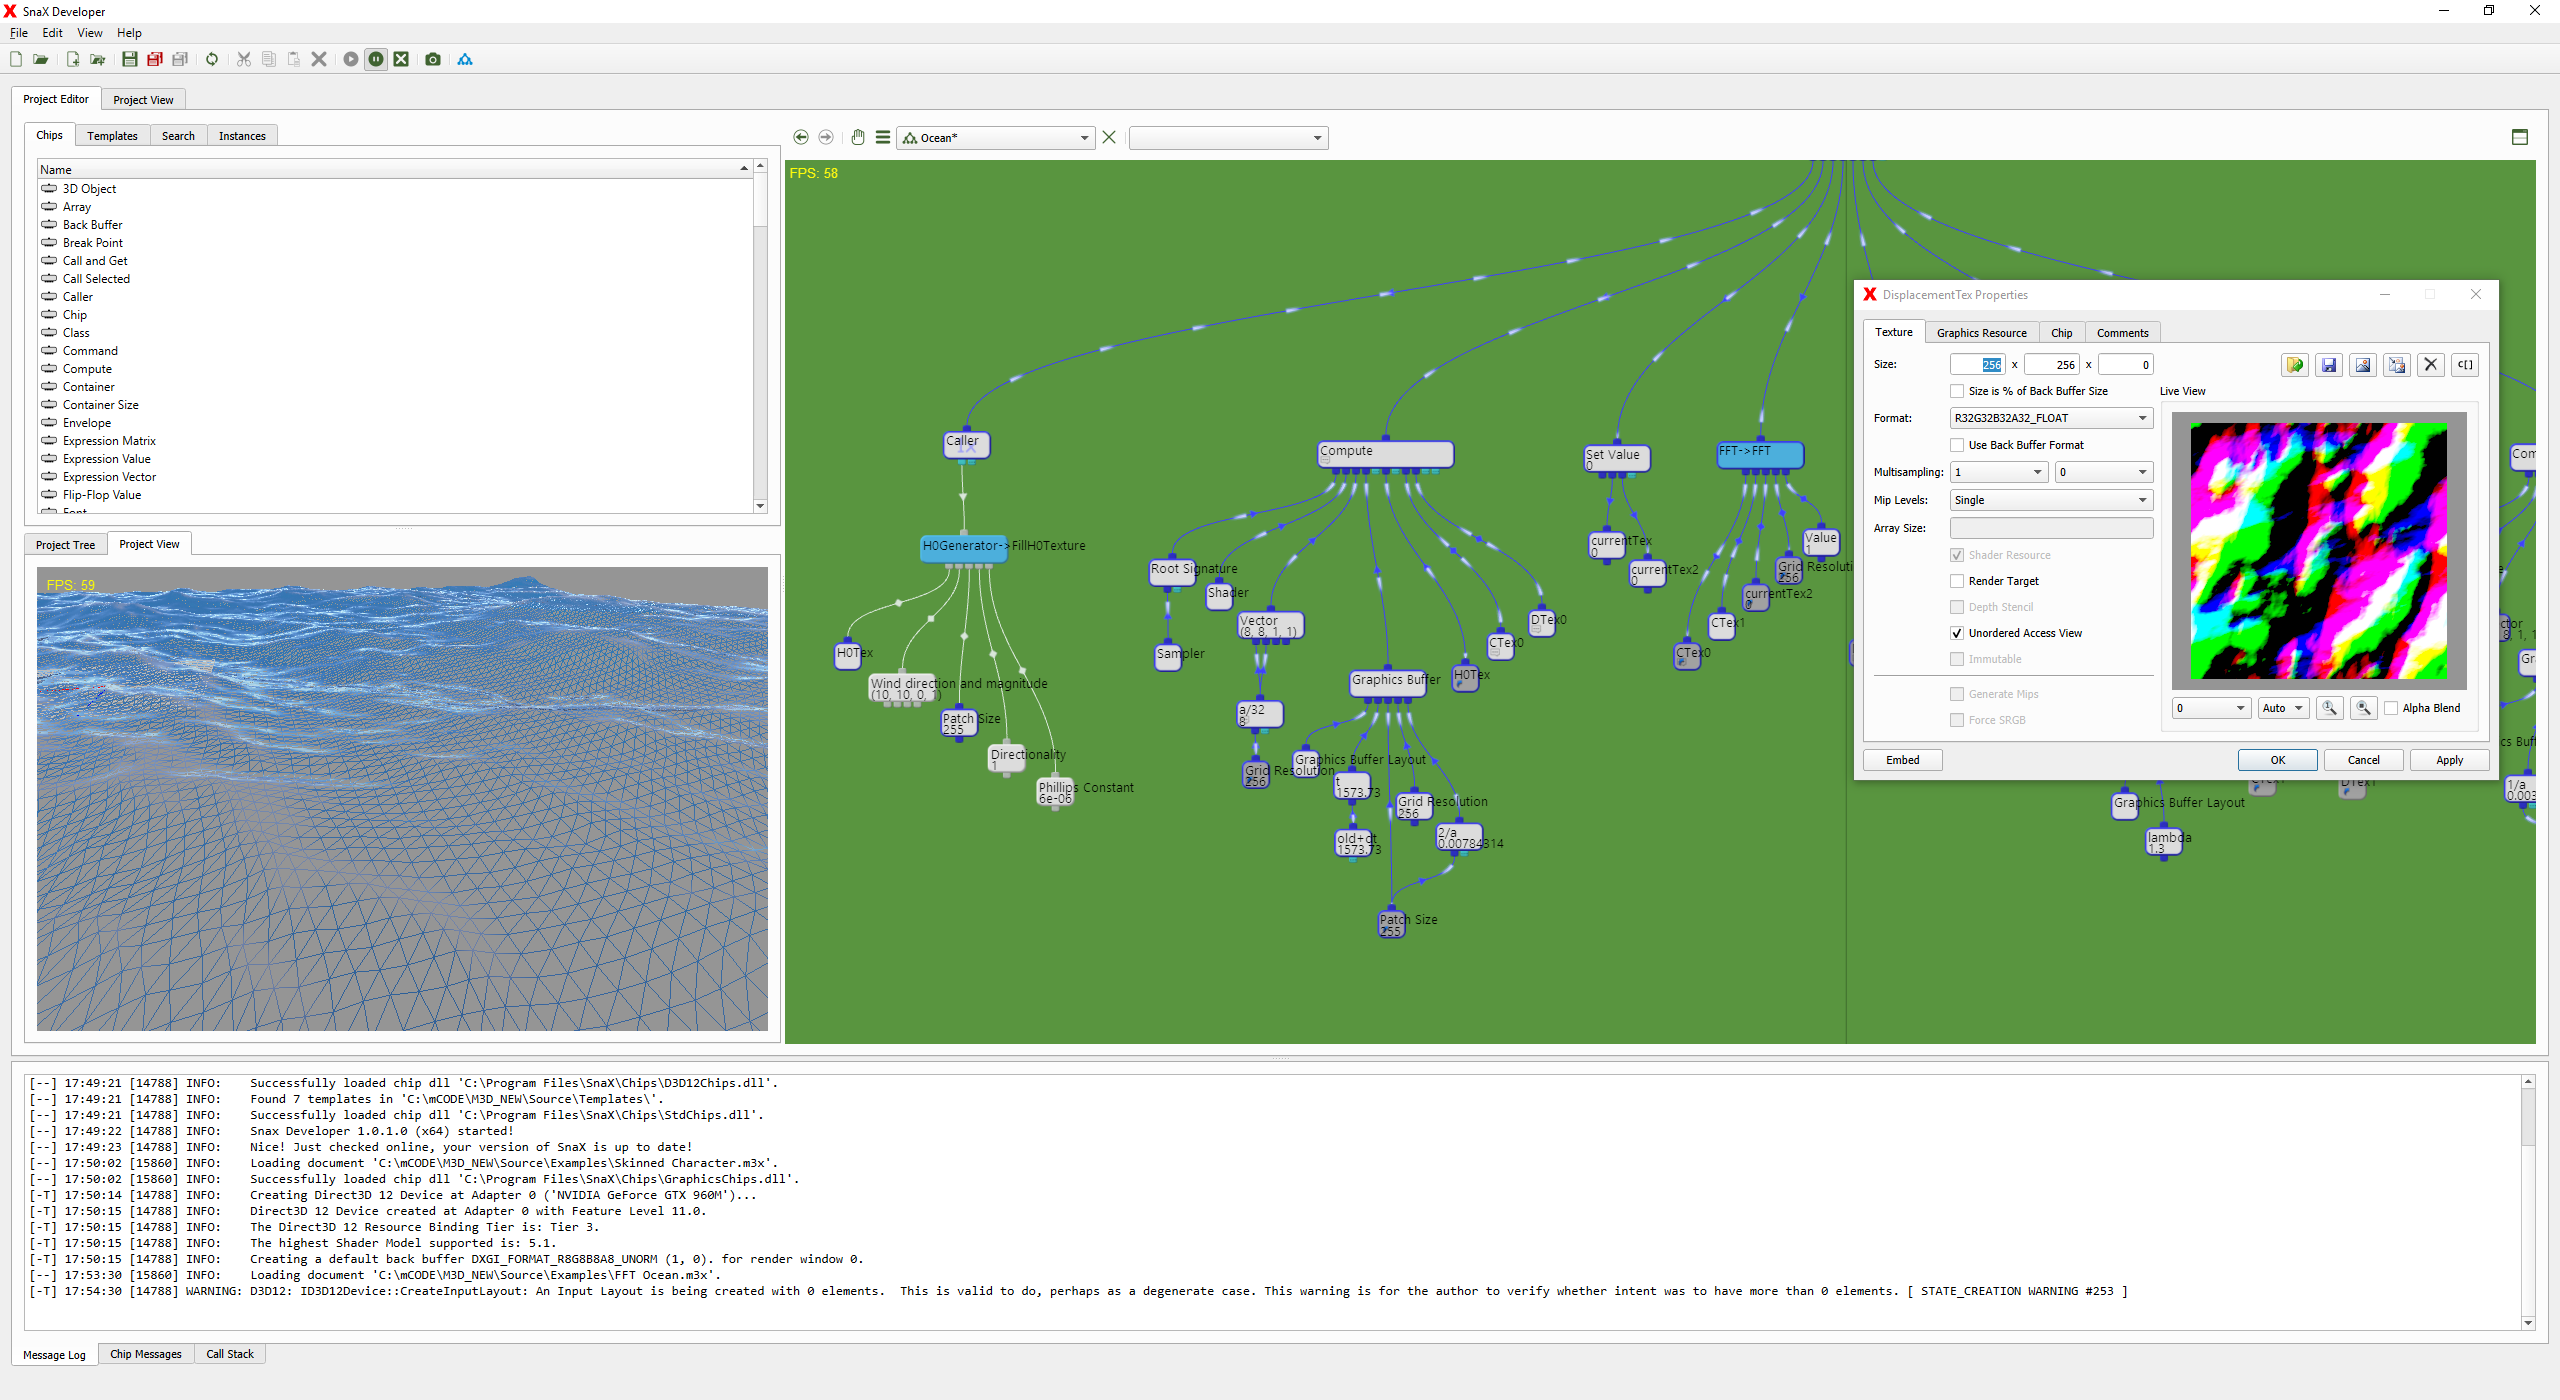 SnaX Developer
File Edit View Help
Project Editor Project View
Chips Templates Search Instances
Ocean*
Name
3D Object
Array
Back Buffer
Break Point
Call and Get
Call Selected
Caller
Chip
Class
Command
Compute
Container
Container Size
Envelope
Expression Matrix
Expression Value
Expression Vector
Flip-Flop Value
Font
Project Tree Project View
FPS: 59
FPS: 58
Caller
1X
H0Generator->FillH0Texture
H0Tex
Wind direction and magnitude
(10, 10, 0, 1)
Patch Size
255
Directionality
1
Phillips Constant
6e-06
Compute
Root Signature
Shader
Sampler
Vector
(8, 8, 1, 1)
a/32
8
Grid Resolution
256
Graphics Buffer
Graphics Buffer Layout
t
1573.73
old+dt
1573.73
Grid Resolution
256
2/a
0.00784314
Patch Size
255
H0Tex
CTex0
DTex0
Set Value
0
currentTex
0
currentTex2
0
FFT->FFT
CTex0
CTex1
currentTex2
0
Grid Resoluti
256
Value
1
Com
Graphics Buffer Layout
lambda
1.3
DTex1
1/a
0.003
DisplacementTex Properties
Texture Graphics Resource Chip Comments
Size: 256 x 256 x 0
c[]
Size is % of Back Buffer Size
Live View
Format: R32G32B32A32_FLOAT
Use Back Buffer Format
Multisampling: 1 0
Mip Levels: Single
Array Size:
Shader Resource
Render Target
Depth Stencil
Unordered Access View
Immutable
Generate Mips
Force SRGB
0 Auto Alpha Blend
Embed OK Cancel Apply
[--] 17:49:21 [14788] INFO: Successfully loaded chip dll 'C:\Program Files\SnaX\Chips\D3D12Chips.dll'.
[--] 17:49:21 [14788] INFO: Found 7 templates in 'C:\mCODE\M3D_NEW\Source\Templates\'.
[--] 17:49:21 [14788] INFO: Successfully loaded chip dll 'C:\Program Files\SnaX\Chips\StdChips.dll'.
[--] 17:49:22 [14788] INFO: Snax Developer 1.0.1.0 (x64) started!
[--] 17:49:23 [14788] INFO: Nice! Just checked online, your version of SnaX is up to date!
[--] 17:50:02 [15860] INFO: Loading document 'C:\mCODE\M3D_NEW\Source\Examples\Skinned Character.m3x'.
[--] 17:50:02 [15860] INFO: Successfully loaded chip dll 'C:\Program Files\SnaX\Chips\GraphicsChips.dll'.
[-T] 17:50:14 [14788] INFO: Creating Direct3D 12 Device at Adapter 0 ('NVIDIA GeForce GTX 960M')...
[-T] 17:50:15 [14788] INFO: Direct3D 12 Device created at Adapter 0 with Feature Level 11.0.
[-T] 17:50:15 [14788] INFO: The Direct3D 12 Resource Binding Tier is: Tier 3.
[-T] 17:50:15 [14788] INFO: The highest Shader Model supported is: 5.1.
[-T] 17:50:15 [14788] INFO: Creating a default back buffer DXGI_FORMAT_R8G8B8A8_UNORM (1, 0). for render window 0.
[--] 17:53:30 [15860] INFO: Loading document 'C:\mCODE\M3D_NEW\Source\Examples\FFT Ocean.m3x'.
[-T] 17:54:30 [14788] WARNING: D3D12: ID3D12Device::CreateInputLayout: An Input Layout is being created with 0 elements. This is valid to do, perhaps as a degenerate case. This warning is for the author to verify whether intent was to have more than 0 elements. [ STATE_CREATION WARNING #253 ]
Message Log Chip Messages Call Stack